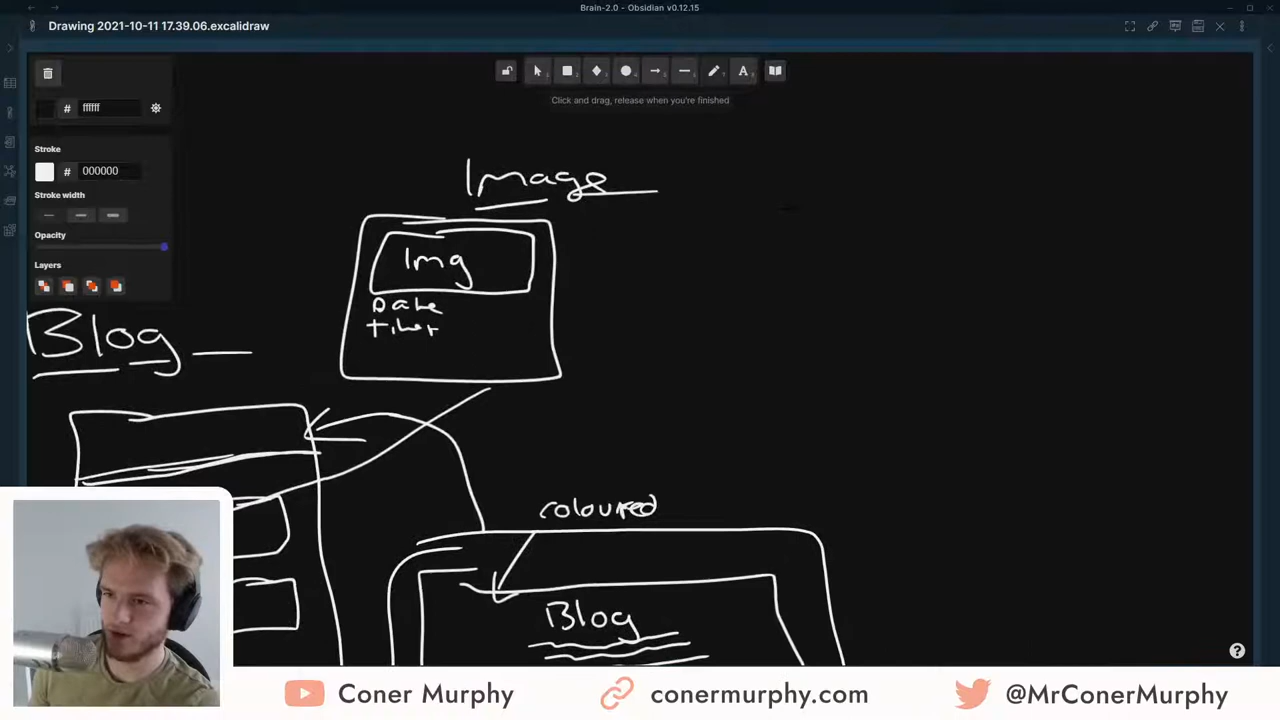 Brain-2.0 - Obsidian v0.12.15
Drawing 2021-10-11 17.39.06.excalidraw
Click and drag, release when you're finished
# ffffff
Stroke
# 000000
Stroke width
Opacity
Layers
A
Image
Img
Date
Blog
coloured
Blog
Coner Murphy
conermurphy.com
@MrConerMurphy
?